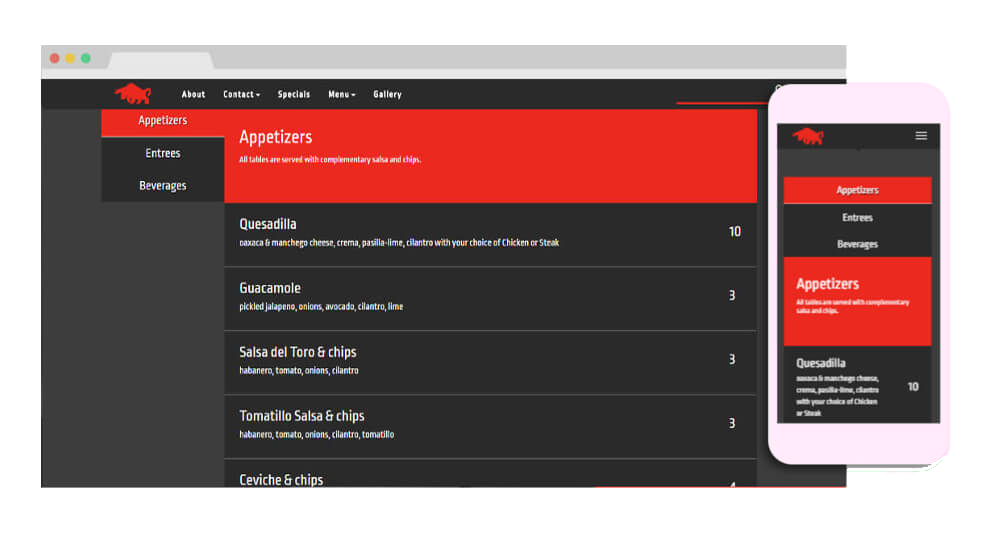 About Contact Specials Menu Gallery
Appetizers
Entrees
Beverages
Appetizers
All tables are served with complementary salsa and chips.
Quesadilla 10
oaxaca & manchego cheese, crema, pasilla-lime, cilantro with your choice of Chicken or Steak
Guacamole 3
pickled jalapeno, onions, avocado, cilantro, lime
Salsa del Toro & chips 3
habanero, tomato, onions, cilantro
Tomatillo Salsa & chips 3
habanero, tomato, onions, cilantro, tomatillo
Ceviche & chips
Appetizers
Entrees
Beverages
Appetizers
All tables are served with complementary
salsa and chips.
Quesadilla
oaxaca & manchego cheese,
crema, pasilla-lime, cilantro 10
with your choice of Chicken
or Steak